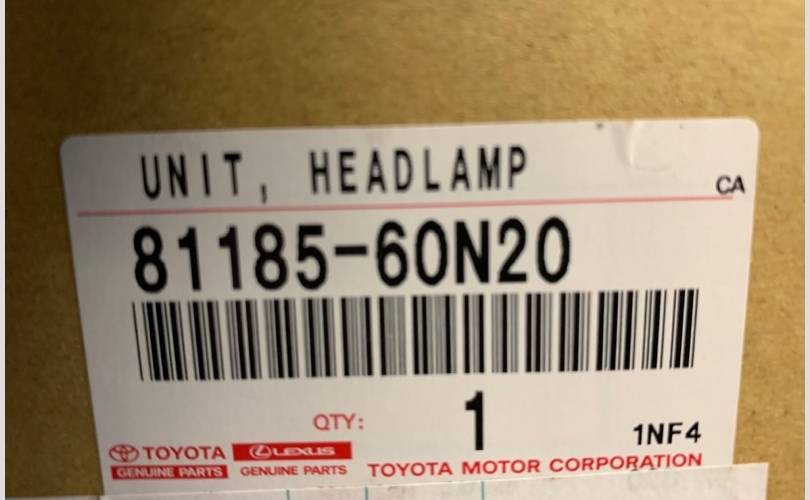 UNIT, HEADLAMP
CA
81185-60N20
QTY: 1
1NF4
TOYOTA LEXUS
GENUINE PARTS GENUINE PARTS TOYOTA MOTOR CORPORATION